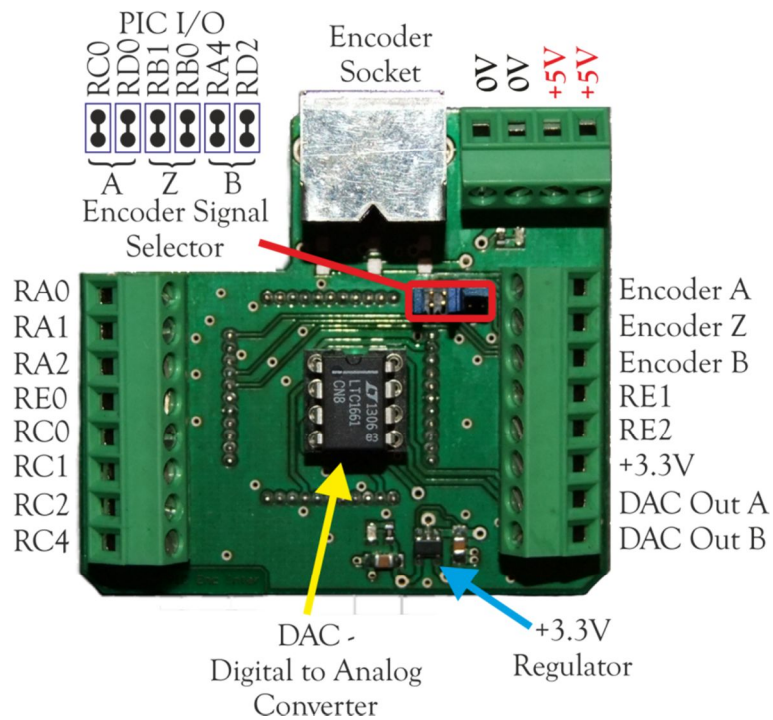 PIC I/O
RC0
RD0
RB1
RB0
RA4
RD2
A Z B
Encoder Signal
Selector
Encoder
Socket
0V
0V
+5V
+5V
RA0
RA1
RA2
RE0
RC0
RC1
RC2
RC4
1306
LTC1661
CN8
Encoder A
Encoder Z
Encoder B
RE1
RE2
+3.3V
DAC Out A
DAC Out B
DAC -
Digital to Analog
Converter
+3.3V
Regulator